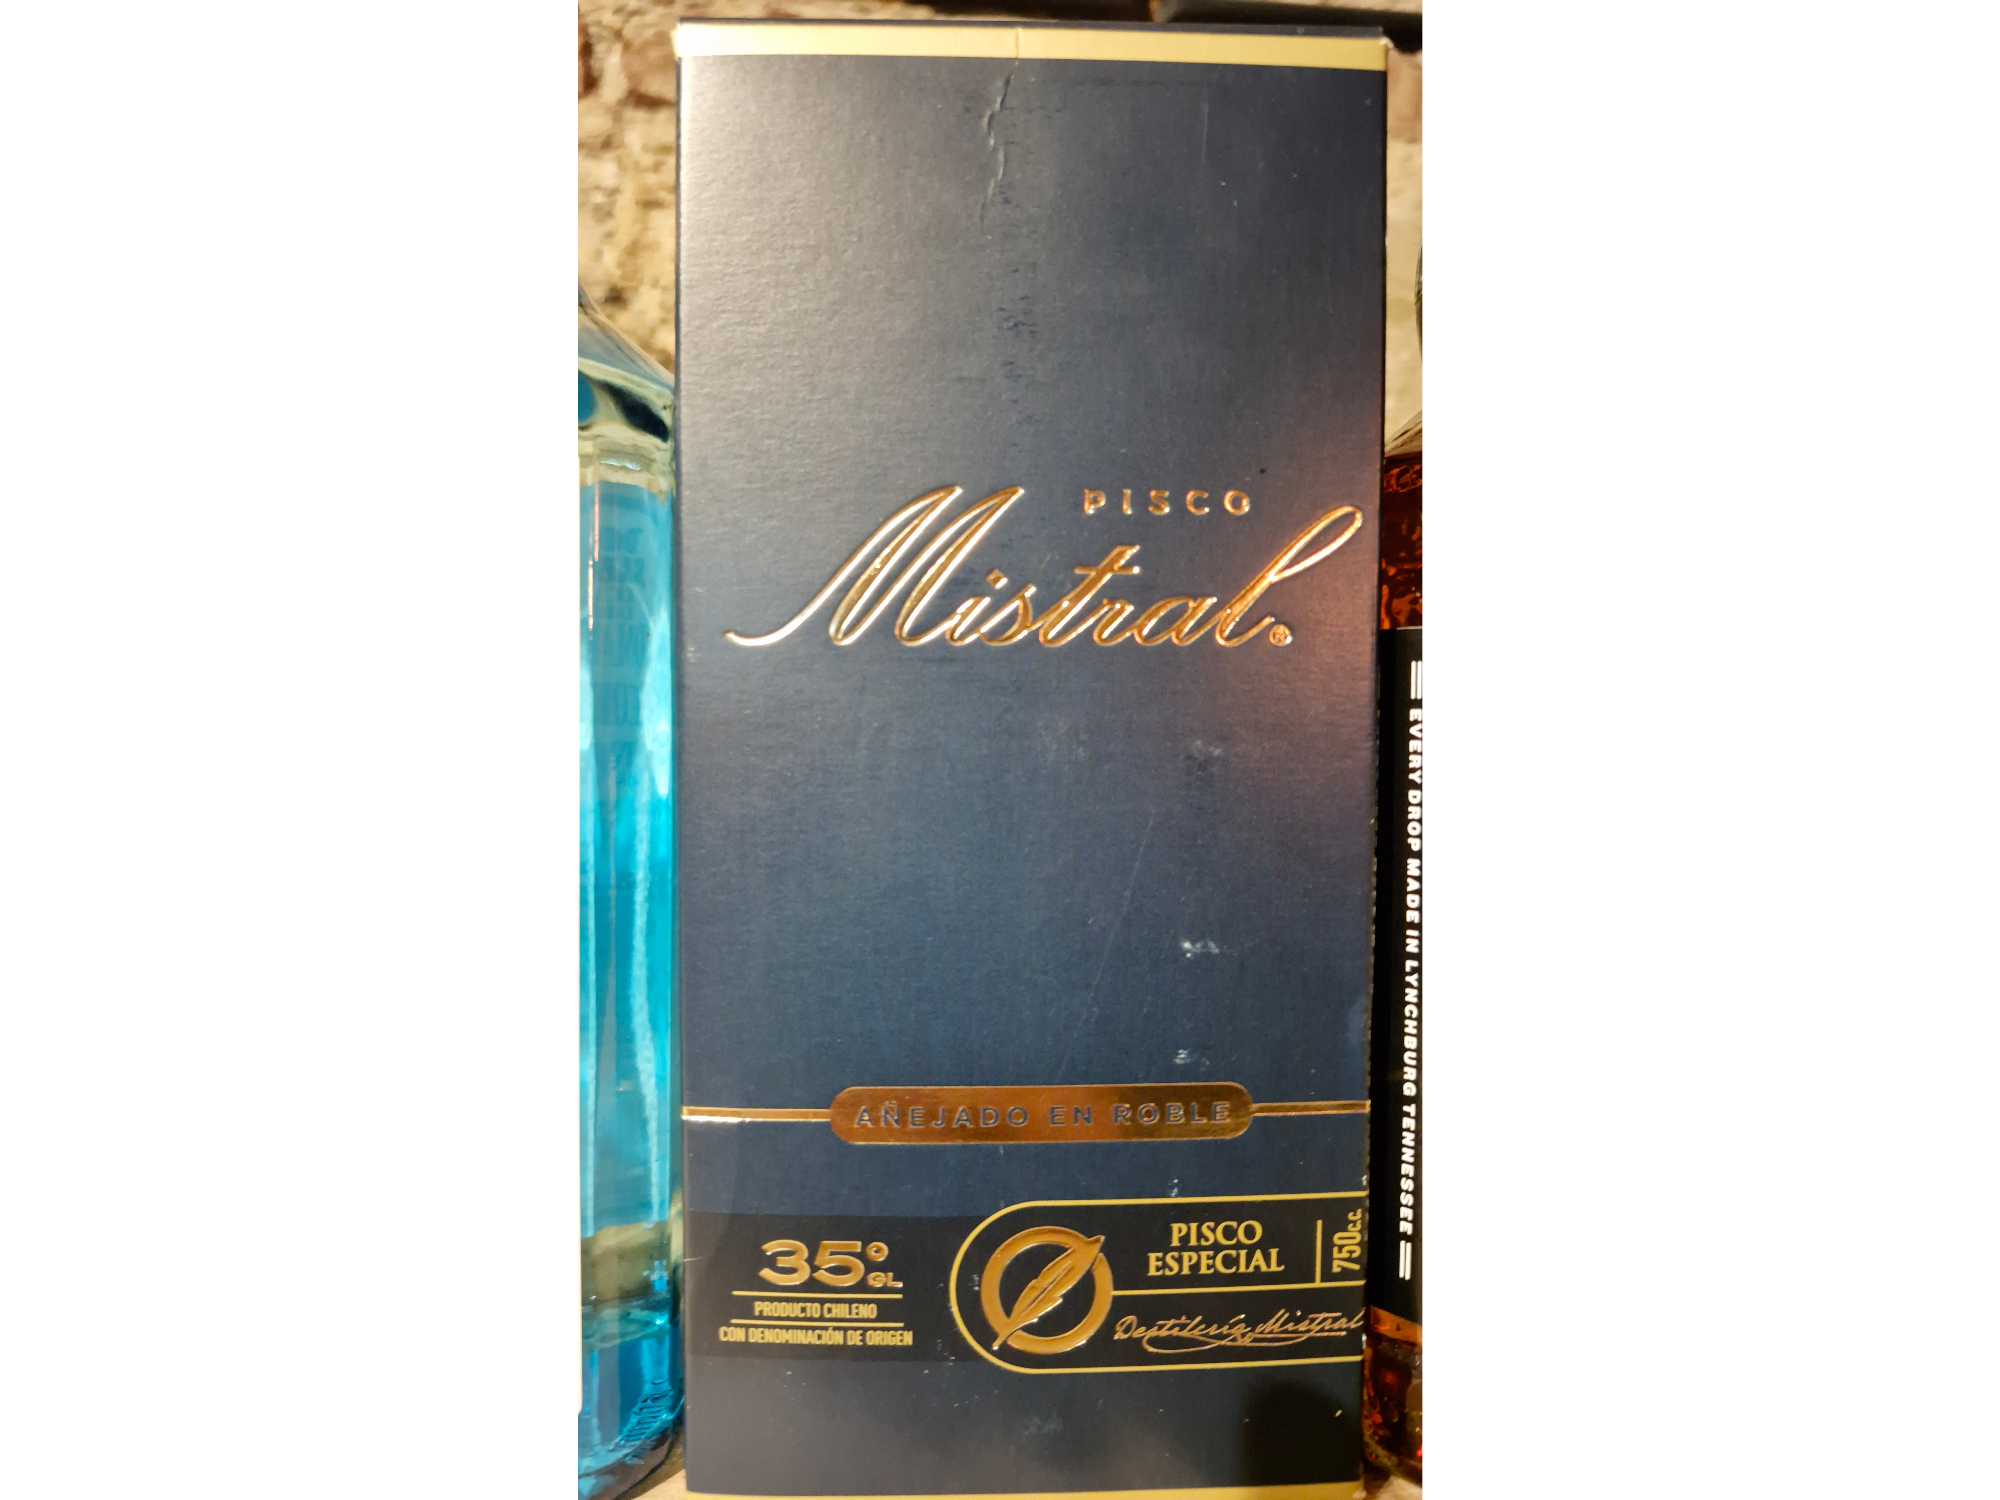 PISCO
Mistral®
AÑEJADO EN ROBLE
35°GL
PRODUCTO CHILENO
CON DENOMINACIÓN DE ORIGEN
PISCO
ESPECIAL
750c.c.
Destilería Mistral
EVERY DROP MADE IN LYNCHBURG TENNESSEE